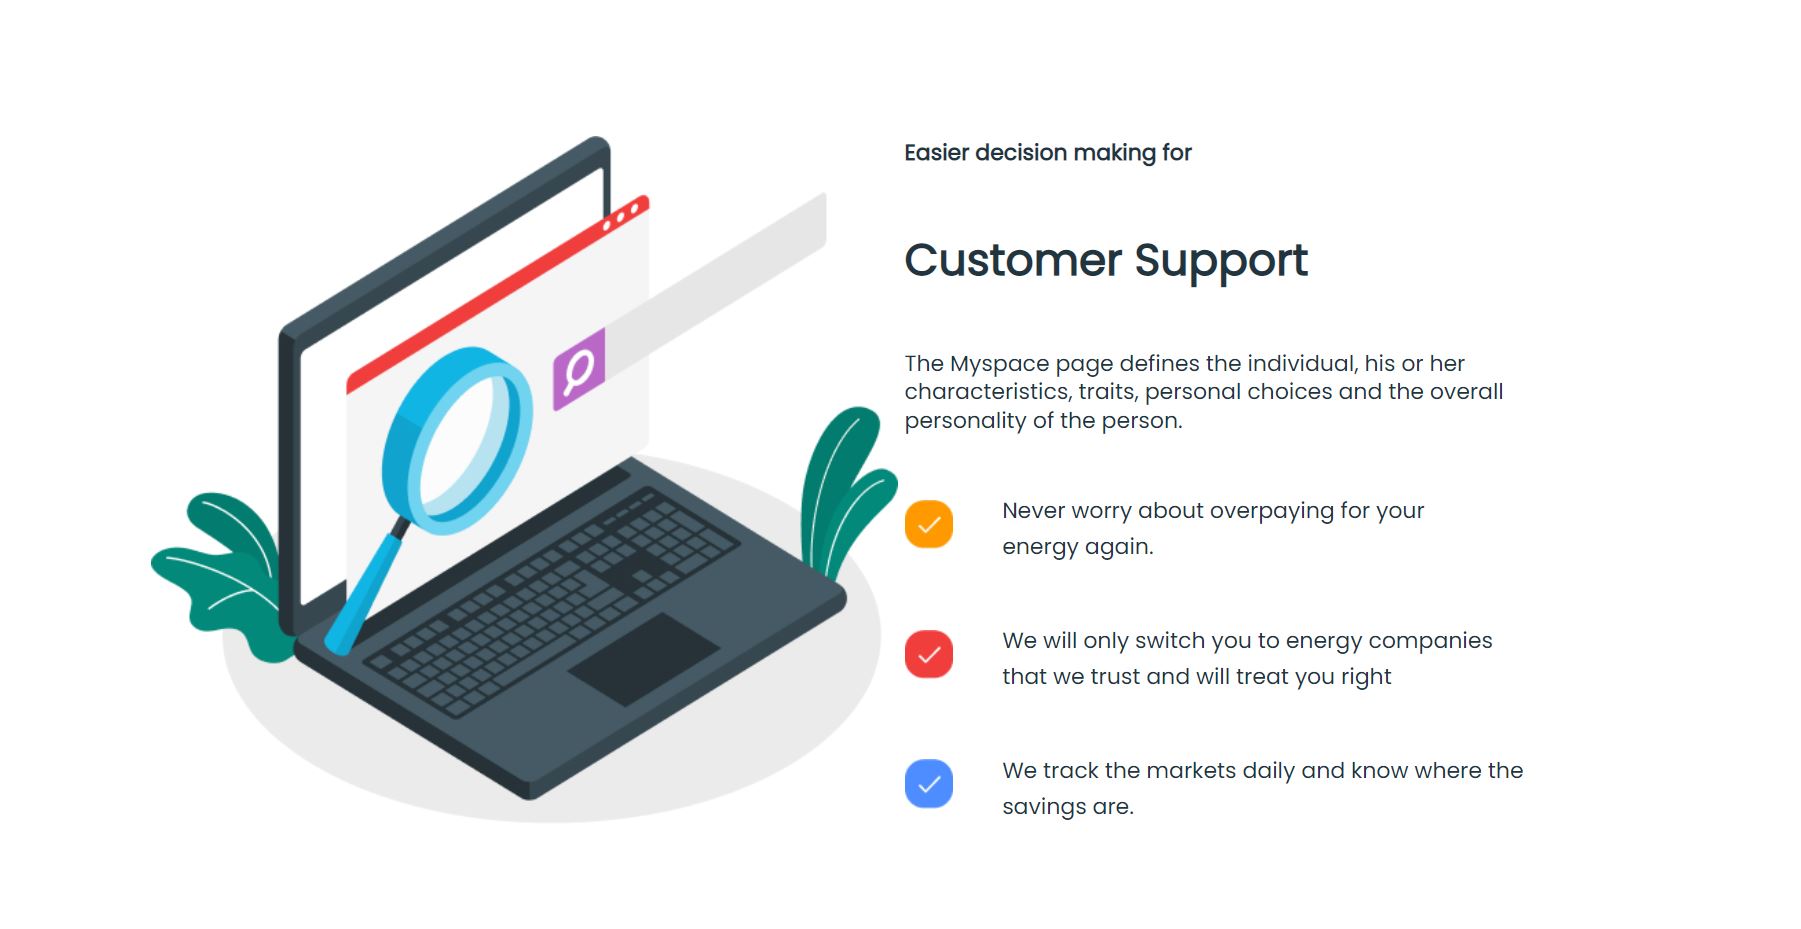 Easier decision making for
Customer Support
The Myspace page defines the individual, his or her
characteristics, traits, personal choices and the overall
personality of the person.
Never worry about overpaying for your
energy again.
We will only switch you to energy companies
that we trust and will treat you right
We track the markets daily and know where the
savings are.